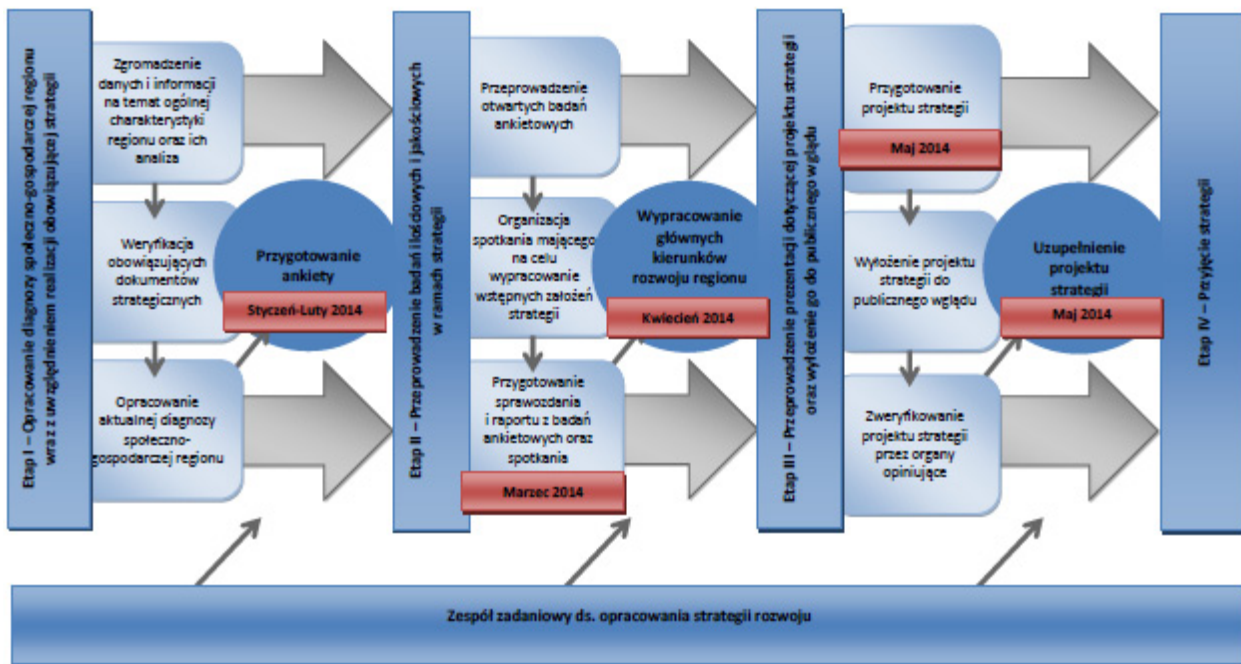 Etap I – Opracowanie diagnozy społeczno-gospodarczej regionu
wraz z uwzględnieniem realizacji obowiązującej strategii
Zgromadzenie
danych i informacji
na temat ogólnej
charakterystyki
regionu oraz ich
analiza
Weryfikacja
obowiązujących
dokumentów
strategicznych
Opracowanie
aktualnej diagnozy
społeczno-
gospodarczej regionu
Przygotowanie
ankiety
Styczeń-Luty 2014
Etap II – Przeprowadzenie badań ilościowych i jakościowych
w ramach strategii
Przeprowadzenie
otwartych badań
ankietowych
Organizacja
spotkania mającego
na celu
wypracowanie
wstępnych założeń
strategii
Przygotowanie
sprawozdania
i raportu z badań
ankietowych oraz
spotkania
Marzec 2014
Wypracowanie
głównych
kierunków
rozwoju regionu
Kwiecień 2014
Etap III – Przeprowadzenie prezentacji dotyczącej projektu strategii
oraz wyłożenie go do publicznego wglądu
Przygotowanie
projektu strategii
Maj 2014
Wyłożenie projektu
strategii do
publicznego wglądu
Zweryfikowanie
projektu strategii
przez organy
opiniujące
Uzupełnienie
projektu
strategii
Maj 2014
Etap IV – Przyjęcie strategii
Zespół zadaniowy ds. opracowania strategii rozwoju